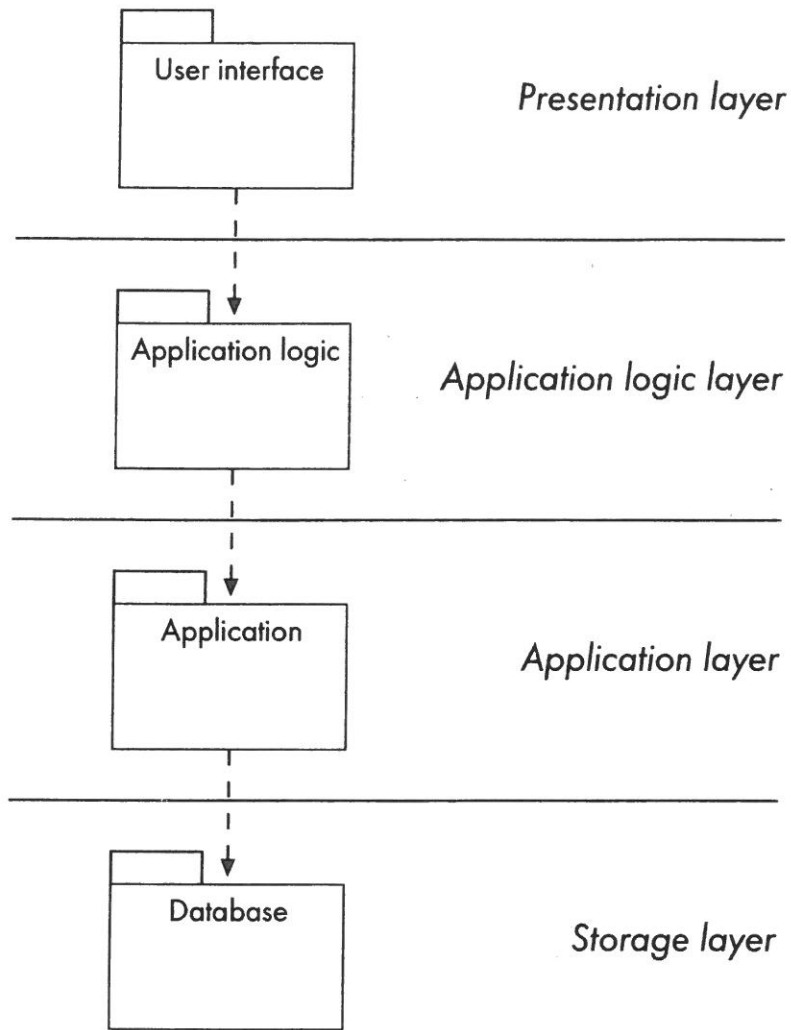 User interface
Presentation layer
Application logic
Application logic layer
Application
Application layer
Database
Storage layer